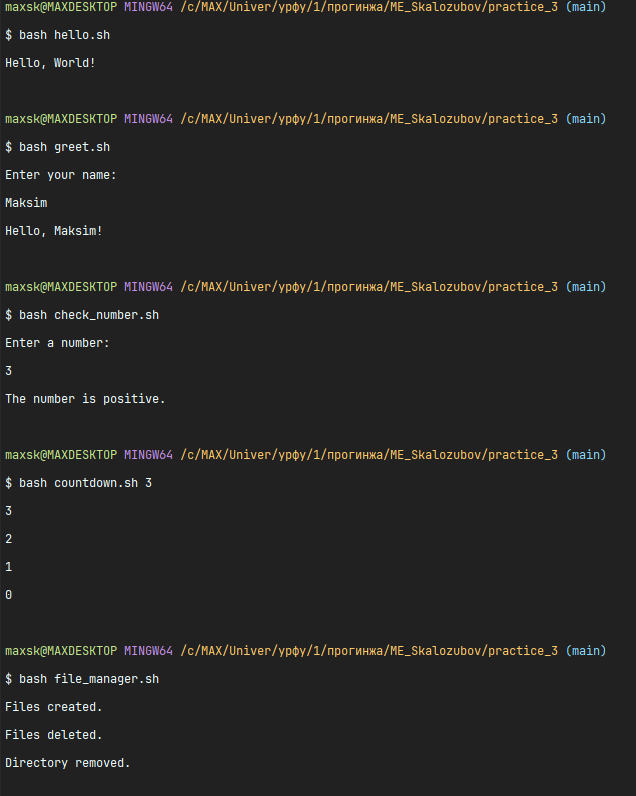 maxsk@MAXDESKTOP MINGW64 /c/MAX/Univer/урфу/1/прогинжа/ME_Skalozubov/practice_3 (main)
$ bash hello.sh
Hello, World!
maxsk@MAXDESKTOP MINGW64 /c/MAX/Univer/урфу/1/прогинжа/ME_Skalozubov/practice_3 (main)
$ bash greet.sh
Enter your name:
Maksim
Hello, Maksim!
maxsk@MAXDESKTOP MINGW64 /c/MAX/Univer/урфу/1/прогинжа/ME_Skalozubov/practice_3 (main)
$ bash check_number.sh
Enter a number:
3
The number is positive.
maxsk@MAXDESKTOP MINGW64 /c/MAX/Univer/урфу/1/прогинжа/ME_Skalozubov/practice_3 (main)
$ bash countdown.sh 3
3
2
1
0
maxsk@MAXDESKTOP MINGW64 /c/MAX/Univer/урфу/1/прогинжа/ME_Skalozubov/practice_3 (main)
$ bash file_manager.sh
Files created.
Files deleted.
Directory removed.